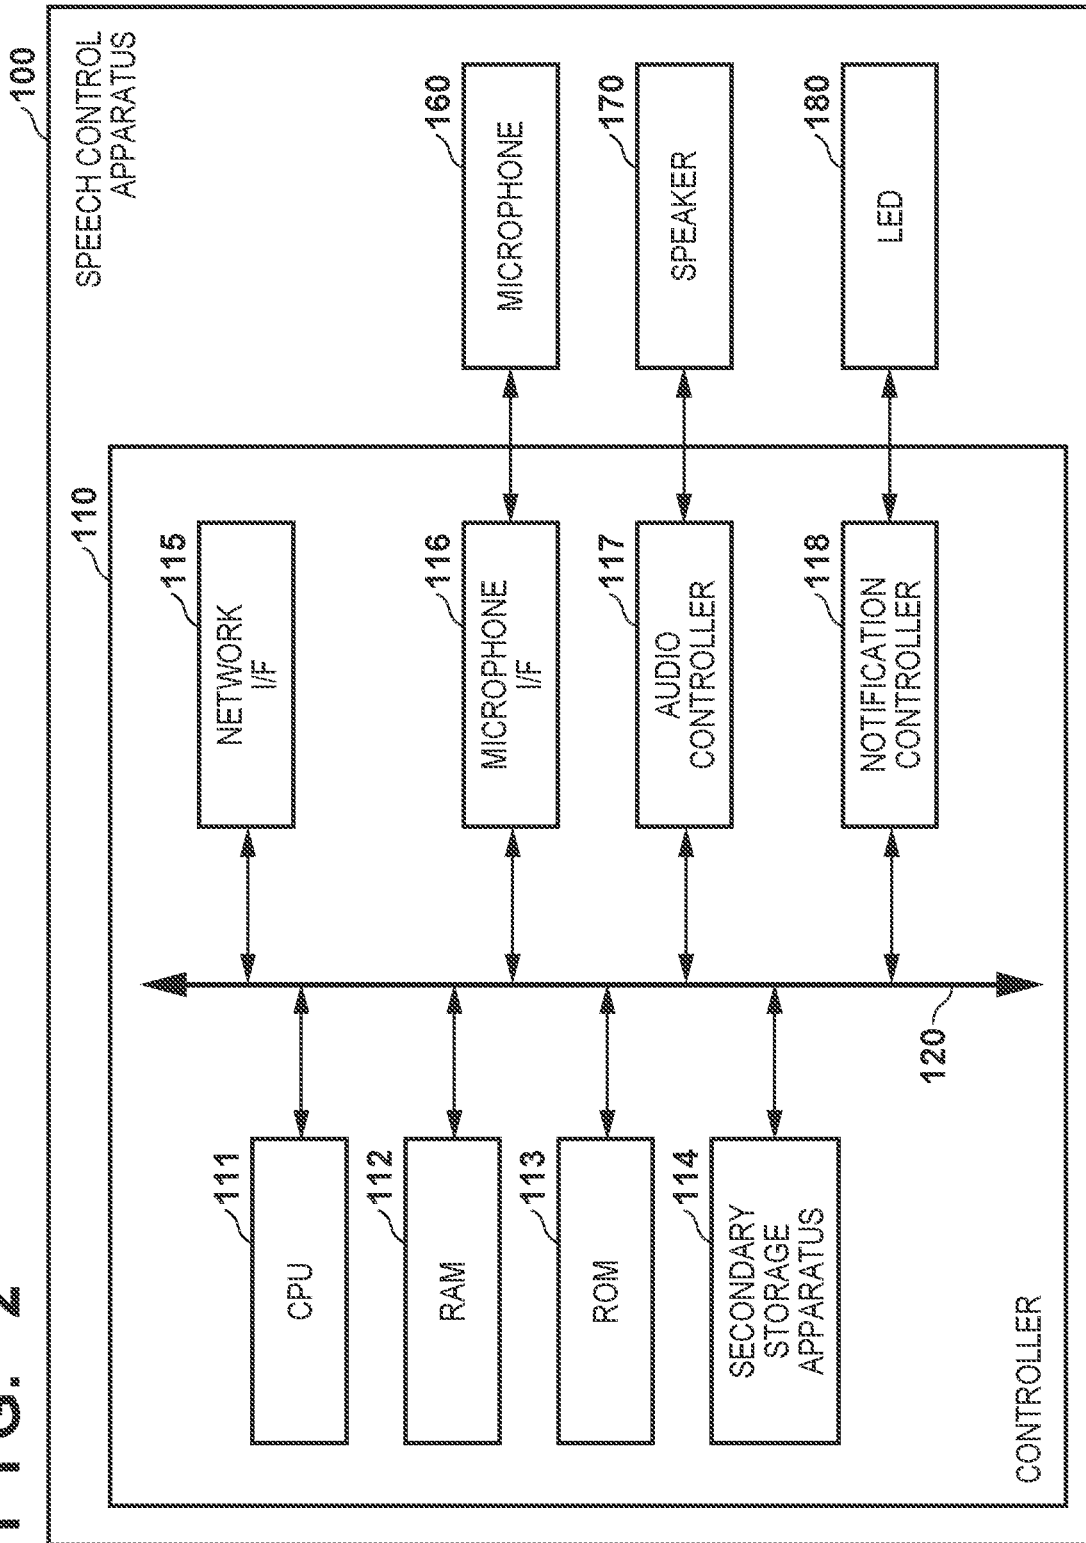 FIG. 2
100
SPEECH CONTROL
APPARATUS
110
111
CPU
112
RAM
113
ROM
114
SECONDARY
STORAGE
APPARATUS
115
NETWORK
I/F
116
MICROPHONE
I/F
117
AUDIO
CONTROLLER
118
NOTIFICATION
CONTROLLER
120
CONTROLLER
160
MICROPHONE
170
SPEAKER
180
LED